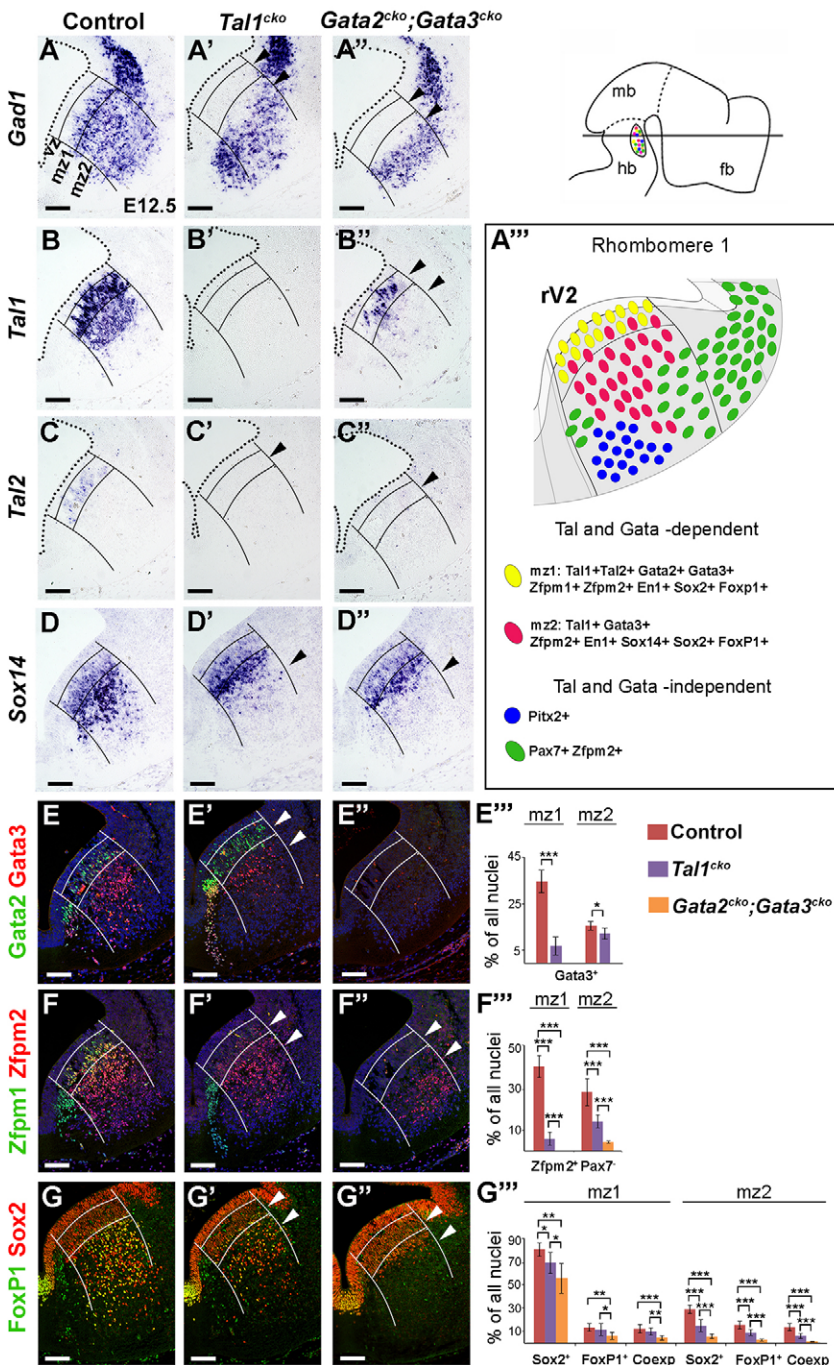 Control
Tal1cko
Gata2cko;Gata3cko
Gad1
A
vz
mz1
mz2
E12.5
A'
A''
mb
hb
fb
Tal1
B
B'
B''
A'''
Rhombomere 1
rV2
Tal and Gata -dependent
mz1: Tal1+Tal2+ Gata2+ Gata3+
Zfpm1+ Zfpm2+ En1+ Sox2+ Foxp1+
mz2: Tal1+ Gata3+
Zfpm2+ En1+ Sox14+ Sox2+ FoxP1+
Tal and Gata -independent
Pitx2+
Pax7+ Zfpm2+
Tal2
C
C'
C''
Sox14
D
D'
D''
Gata2 Gata3
E
E'
E''
E'''
mz1 mz2
% of all nuclei
45
25
5
***
*
Gata3+
Control
Tal1cko
Gata2cko;Gata3cko
Zfpm1 Zfpm2
F
F'
F''
F'''
mz1 mz2
% of all nuclei
50
30
10
***
***
***
***
***
***
Zfpm2+ Pax7-
FoxP1 Sox2
G
G'
G''
G'''
mz1 mz2
% of all nuclei
90
70
50
30
10
**
*
*
**
*
***
**
***
***
***
***
***
***
***
***
***
Sox2+ FoxP1+ Coexp Sox2+ FoxP1+ Coexp